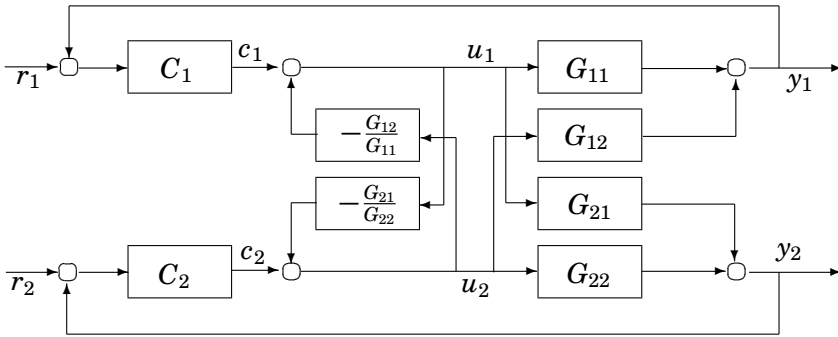 r₁ C₁ c₁ u₁ G₁₁ y₁
−G₁₂/G₁₁ G₁₂
−G₂₁/G₂₂ G₂₁
r₂ C₂ c₂ u₂ G₂₂ y₂